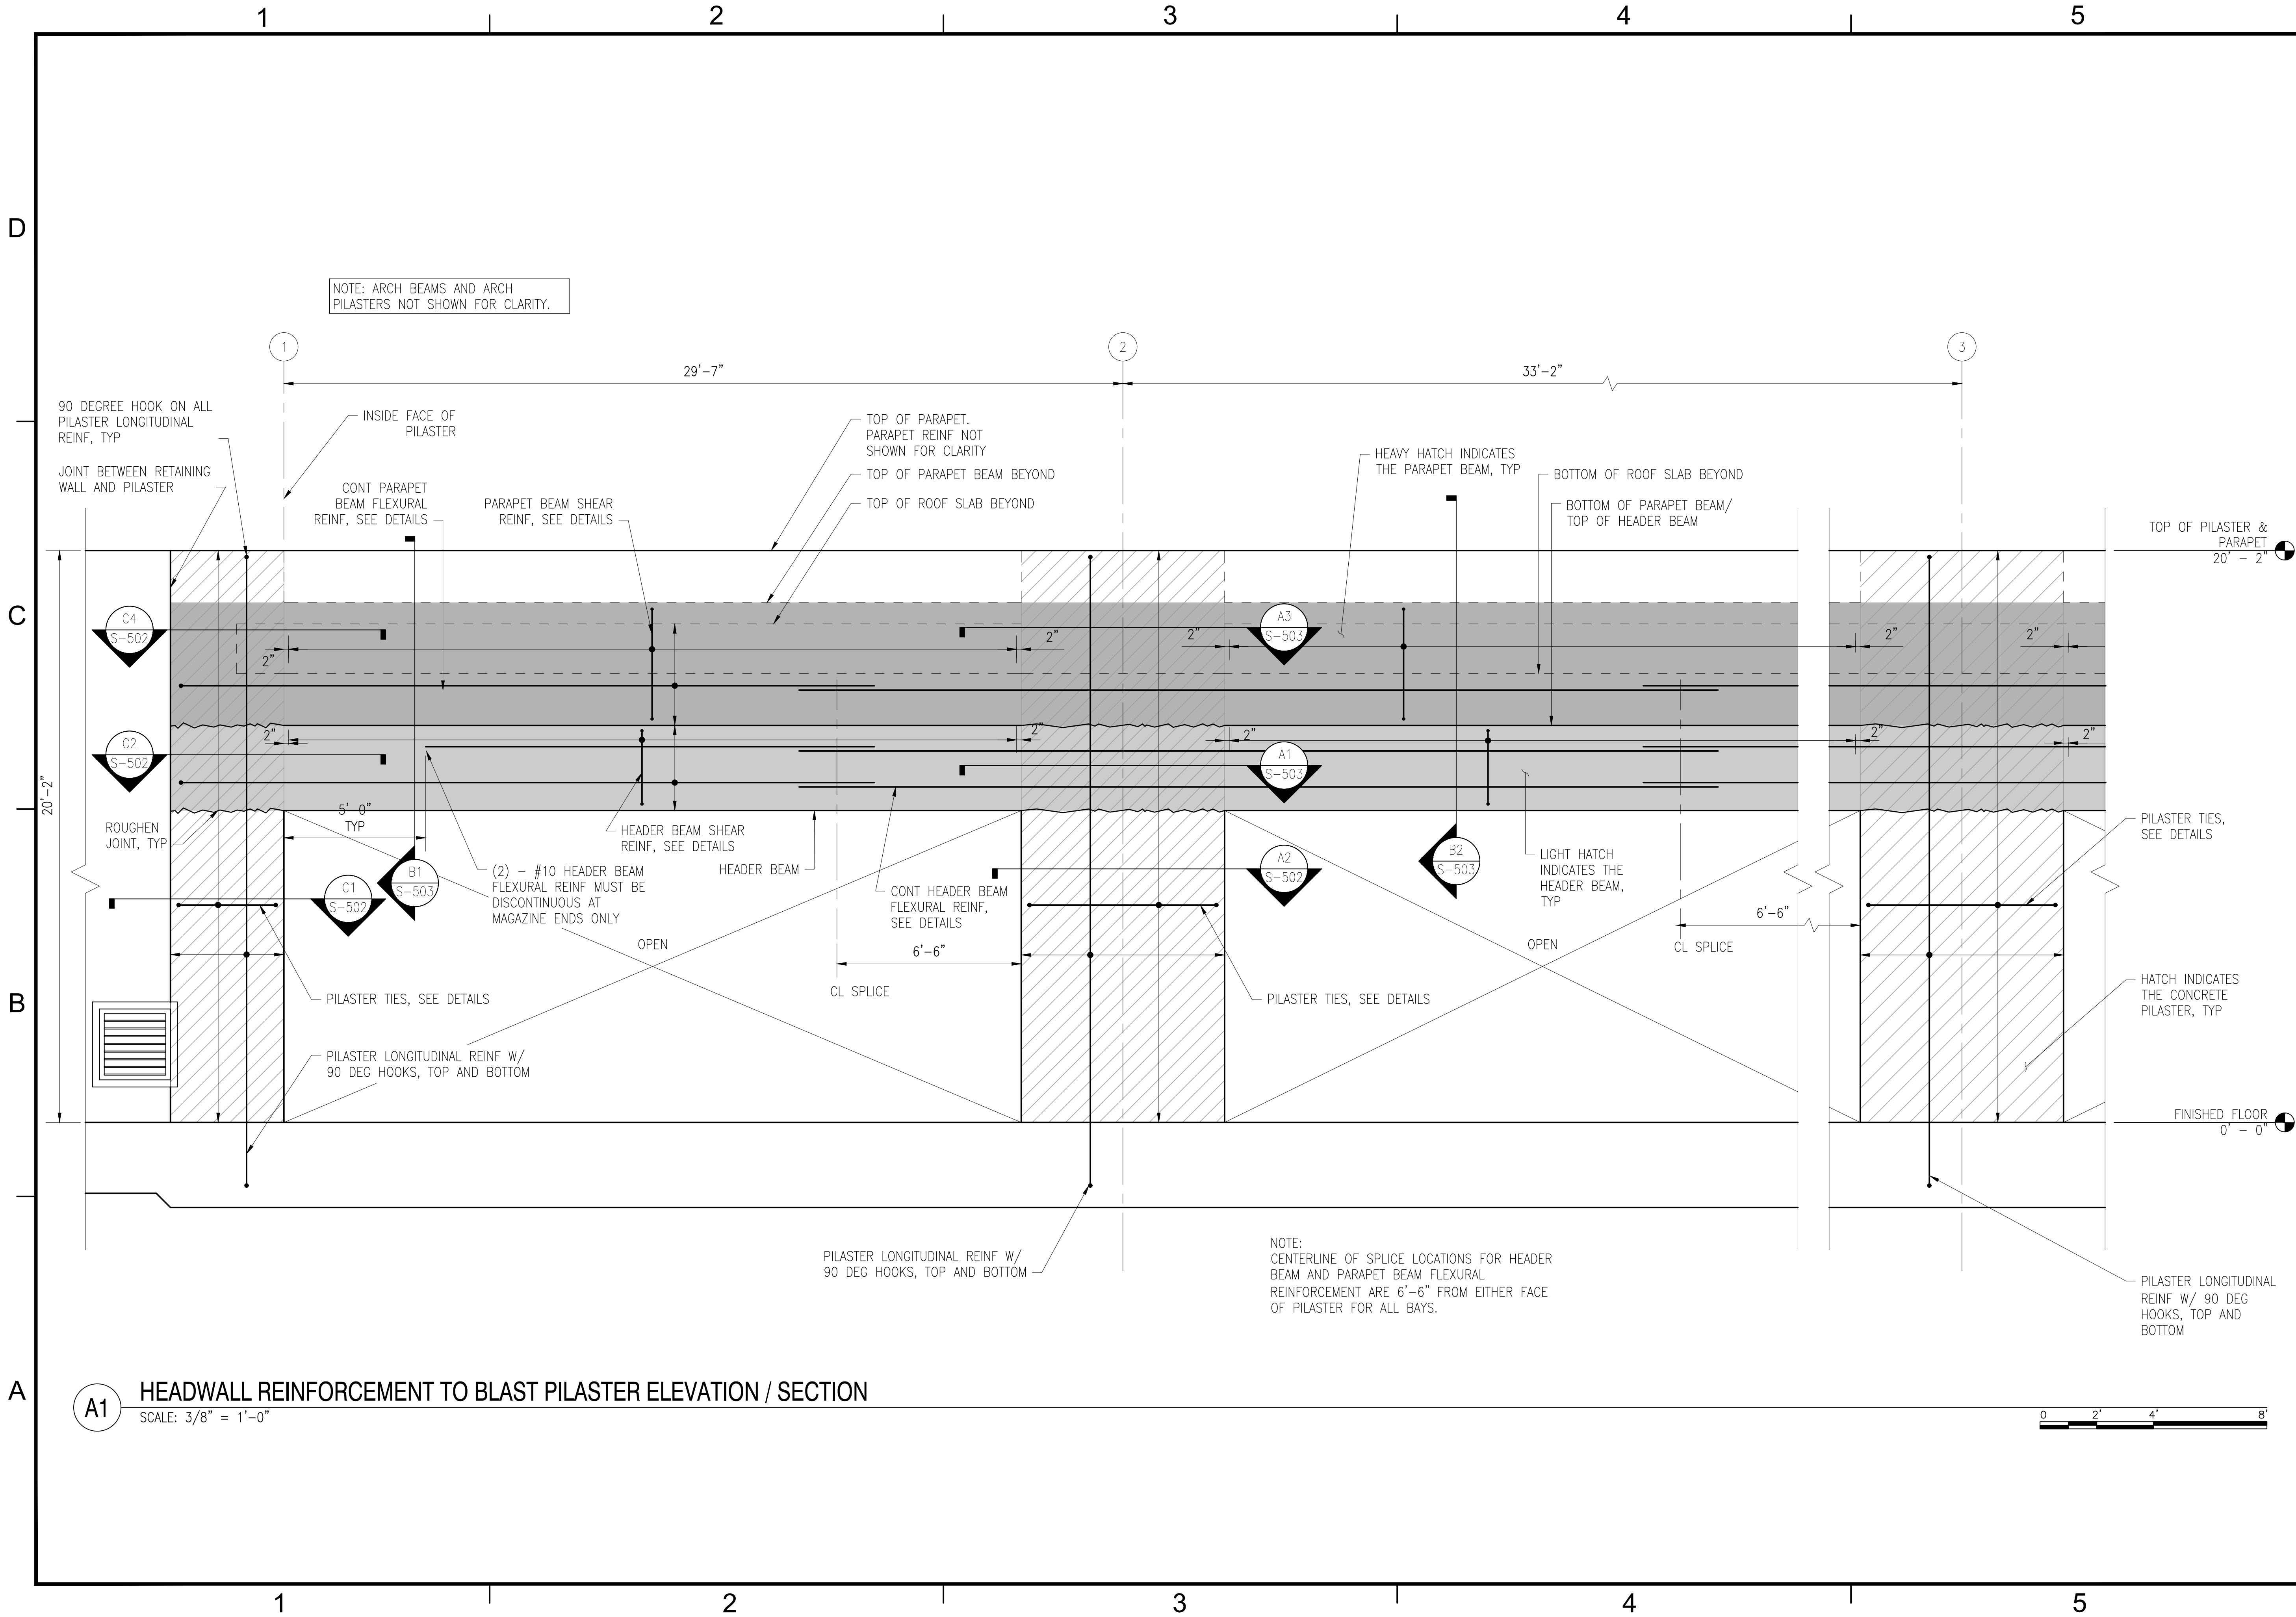 1 2 3 4 5
D
C
B
A
NOTE: ARCH BEAMS AND ARCH
PILASTERS NOT SHOWN FOR CLARITY.
1
2
3
29'-7"
33'-2"
90 DEGREE HOOK ON ALL
PILASTER LONGITUDINAL
REINF, TYP
JOINT BETWEEN RETAINING
WALL AND PILASTER
INSIDE FACE OF
PILASTER
CONT PARAPET
BEAM FLEXURAL
REINF, SEE DETAILS
PARAPET BEAM SHEAR
REINF, SEE DETAILS
TOP OF PARAPET.
PARAPET REINF NOT
SHOWN FOR CLARITY
TOP OF PARAPET BEAM BEYOND
TOP OF ROOF SLAB BEYOND
HEAVY HATCH INDICATES
THE PARAPET BEAM, TYP
BOTTOM OF ROOF SLAB BEYOND
BOTTOM OF PARAPET BEAM/
TOP OF HEADER BEAM
TOP OF PILASTER &
PARAPET
20' - 2"
C4
S-502
A3
S-503
2"
2"
2"
2"
2"
C2
S-502
A1
S-503
2"
2"
2"
2"
2"
20'-2"
5'-0"
TYP
ROUGHEN
JOINT, TYP
C1
S-502
B1
S-503
(2) - #10 HEADER BEAM
FLEXURAL REINF MUST BE
DISCONTINUOUS AT
MAGAZINE ENDS ONLY
HEADER BEAM SHEAR
REINF, SEE DETAILS
HEADER BEAM
CONT HEADER BEAM
FLEXURAL REINF,
SEE DETAILS
A2
S-502
B2
S-503
LIGHT HATCH
INDICATES THE
HEADER BEAM,
TYP
PILASTER TIES,
SEE DETAILS
OPEN
6'-6"
CL SPLICE
OPEN
6'-6"
CL SPLICE
PILASTER TIES, SEE DETAILS
PILASTER TIES, SEE DETAILS
HATCH INDICATES
THE CONCRETE
PILASTER, TYP
PILASTER LONGITUDINAL REINF W/
90 DEG HOOKS, TOP AND BOTTOM
FINISHED FLOOR
0' - 0"
PILASTER LONGITUDINAL REINF W/
90 DEG HOOKS, TOP AND BOTTOM
NOTE:
CENTERLINE OF SPLICE LOCATIONS FOR HEADER
BEAM AND PARAPET BEAM FLEXURAL
REINFORCEMENT ARE 6'-6" FROM EITHER FACE
OF PILASTER FOR ALL BAYS.
PILASTER LONGITUDINAL
REINF W/ 90 DEG
HOOKS, TOP AND
BOTTOM
A1
HEADWALL REINFORCEMENT TO BLAST PILASTER ELEVATION / SECTION
SCALE: 3/8" = 1'-0"
0 2' 4' 8'
1 2 3 4 5